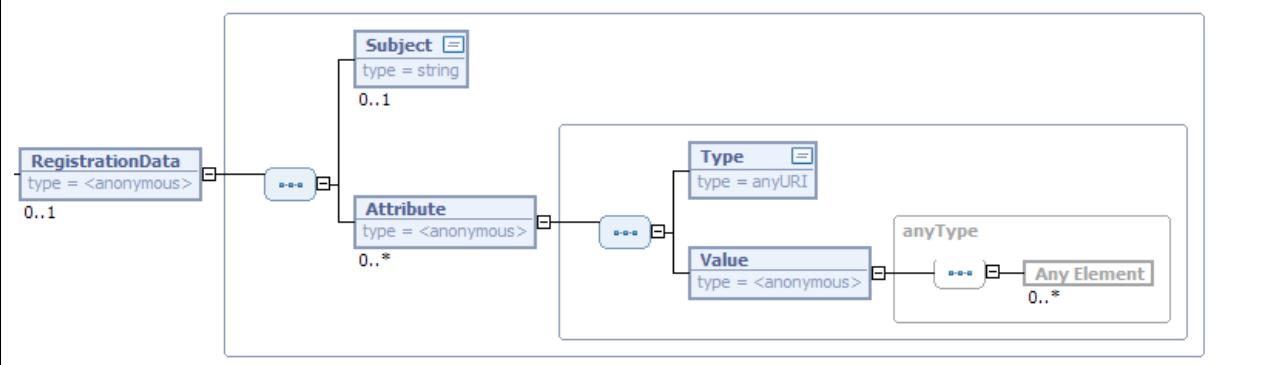 Subject
type = string
0..1
RegistrationData
type = <anonymous>
0..1
Attribute
type = <anonymous>
0..*
Type
type = anyURI
Value
type = <anonymous>
anyType
Any Element
0..*